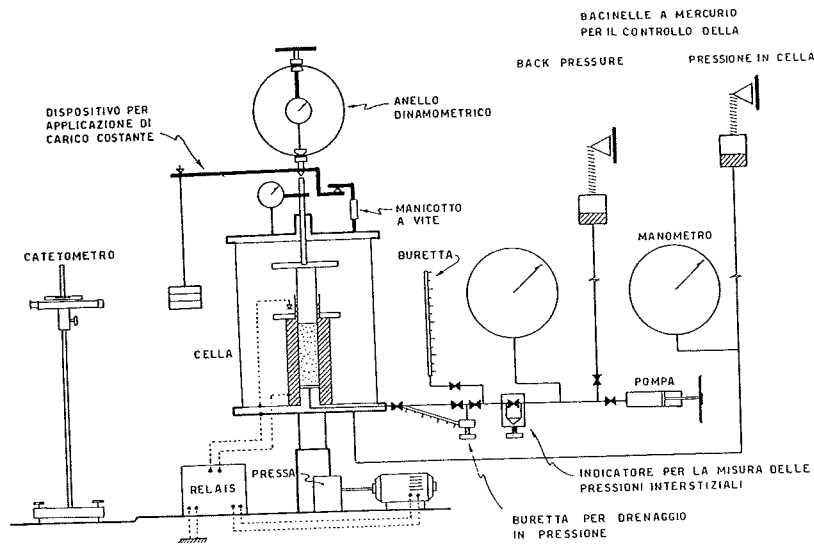 BACINELLE A MERCURIO
PER IL CONTROLLO DELLA
BACK PRESSURE
PRESSIONE IN CELLA
ANELLO
DINAMOMETRICO
DISPOSITIVO PER
APPLICAZIONE DI
CARICO COSTANTE
MANICOTTO
A VITE
CATETOMETRO
BURETTA
MANOMETRO
CELLA
POMPA
PRESSA
RELAIS
INDICATORE PER LA MISURA DELLE
PRESSIONI INTERSTIZIALI
BURETTA PER DRENAGGIO
IN PRESSIONE